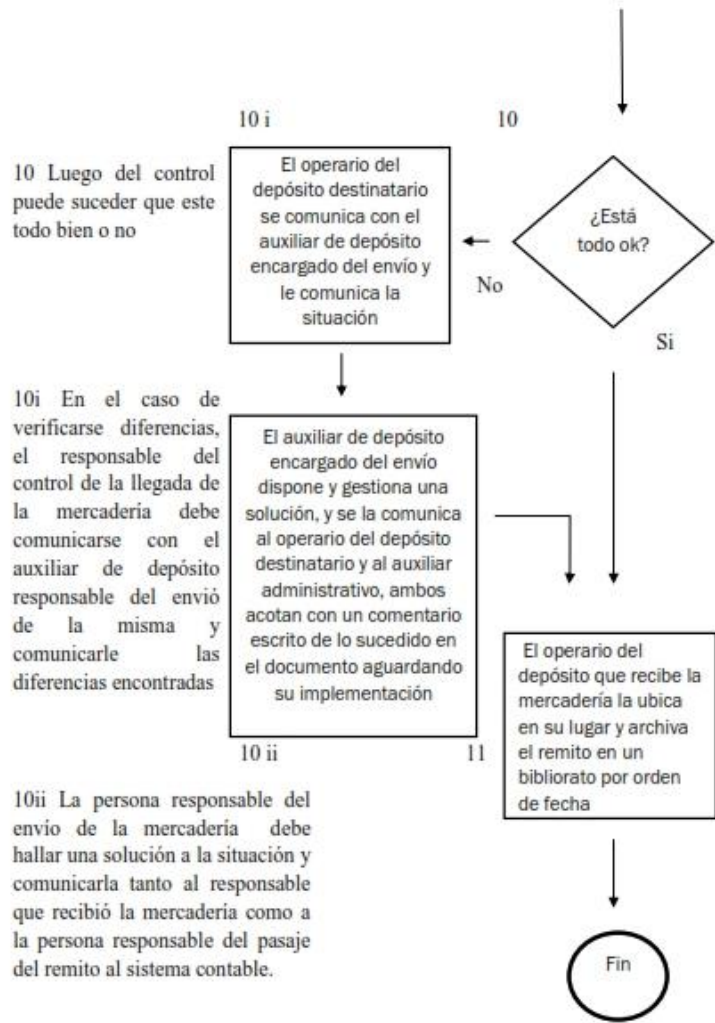 10 i
10
10 Luego del control
puede suceder que este
todo bien o no
El operario del
depósito destinatario
se comunica con el
auxiliar de depósito
encargado del envío y
le comunica la
situación
¿Está
todo ok?
No
Si
10i En el caso de
verificarse diferencias,
el responsable del
control de la llegada de
la mercadería debe
comunicarse con el
auxiliar de depósito
responsable del envió
de la misma y
comunicarle las
diferencias encontradas
El auxiliar de depósito
encargado del envío
dispone y gestiona una
solución, y se la comunica
al operario del depósito
destinatario y al auxiliar
administrativo, ambos
acotan con un comentario
escrito de lo sucedido en
el documento aguardando
su implementación
10 ii
11
El operario del
depósito que recibe la
mercadería la ubica
en su lugar y archiva
el remito en un
bibliorato por orden
de fecha
10ii La persona responsable del
envío de la mercadería debe
hallar una solución a la situación y
comunicarla tanto al responsable
que recibió la mercadería como a
la persona responsable del pasaje
del remito al sistema contable.
Fin